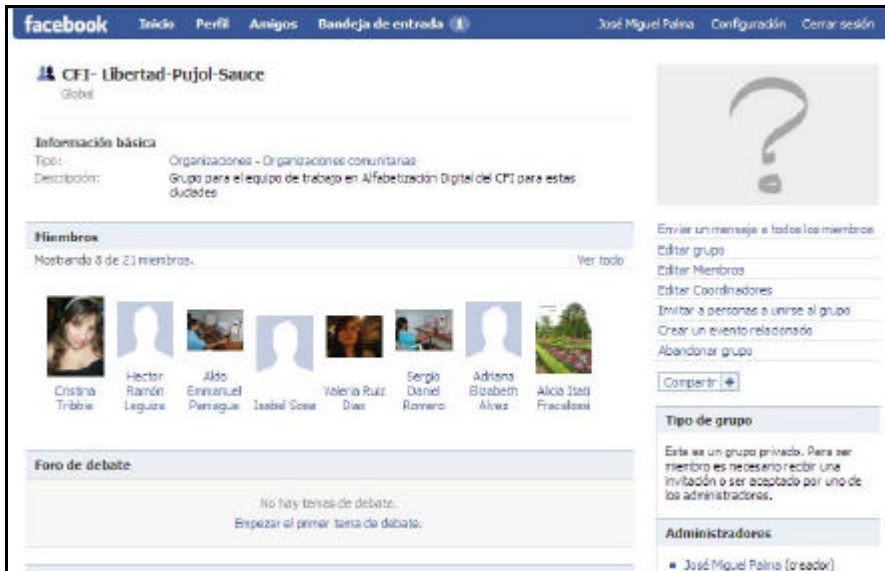 facebook Inicio Perfil Amigos Bandeja de entrada 1 José Miguel Palma Configuración Cerrar sesión
CFI- Libertad-Pujol-Sauce
Global
Información básica
Tipo: Organizaciones - Organizaciones comunitarias
Descripción: Grupo para el equipo de trabajo en Alfabetización Digital del CFI para estas
ciudades
Miembros
Mostrando 8 de 21 miembros. Ver todo
Cristina
Tribbia
Hector
Ramón
Leguiza
Aldo
Emmanuel
Isabel Sosa
Valeria Ruiz
Dias
Sergio
Daniel
Romero
Adriana
Elizabeth
Alvez
Alicia Itati
Fracalossi
Foro de debate
No hay temas de debate.
Empezar el primer tema de debate.
Enviar un mensaje a todos los miembros
Editar grupo
Editar Miembros
Editar Coordinadores
Invitar a personas a unirse al grupo
Crear un evento relacionado
Abandonar grupo
Compartir +
Tipo de grupo
Este es un grupo privado. Para ser
miembro es necesario recibir una
invitación o ser aceptado por uno de
los administradores.
Administradores
José Miguel Palma (creador)